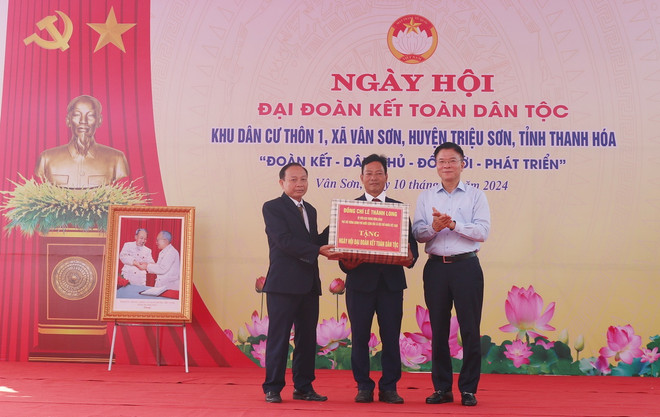 NGÀY HỘI
ĐẠI ĐOÀN KẾT TOÀN DÂN TỘC
KHU DÂN CƯ THÔN 1, XÃ VÂN SƠN, HUYỆN TRIỆU SƠN, TỈNH THANH HÓA
"ĐOÀN KẾT - DÂN CHỦ - ĐỔI MỚI - PHÁT TRIỂN"
Vân Sơn, 10 2024
ĐỒNG CHÍ LÊ THÀNH LONG
TẶNG
NGÀY HỘI ĐẠI ĐOÀN KẾT TOÀN DÂN TỘC